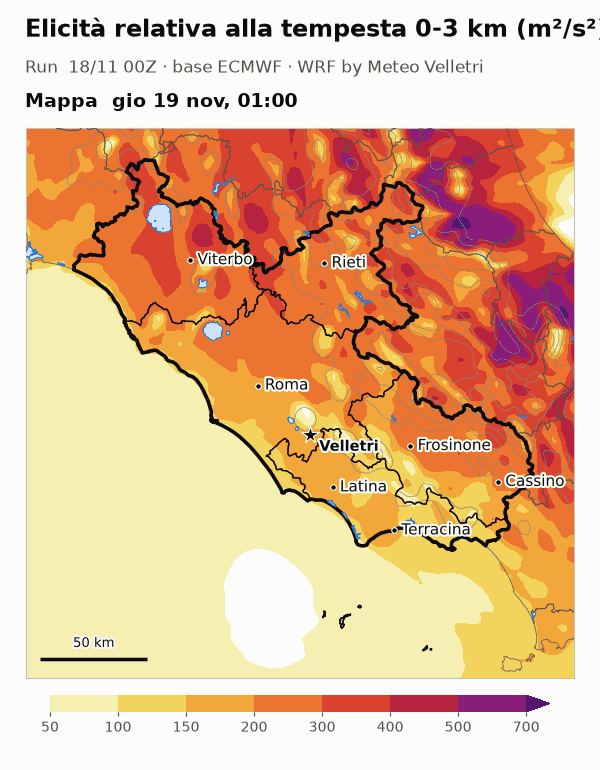 Elicità relativa alla tempesta 0-3 km (m²/s²)
Run 18/11 00Z · base ECMWF · WRF by Meteo Velletri
Mappa gio 19 nov, 01:00
Viterbo
Rieti
Roma
Velletri
Frosinone
Latina
Cassino
Terracina
50 km
50 100 150 200 300 400 500 700